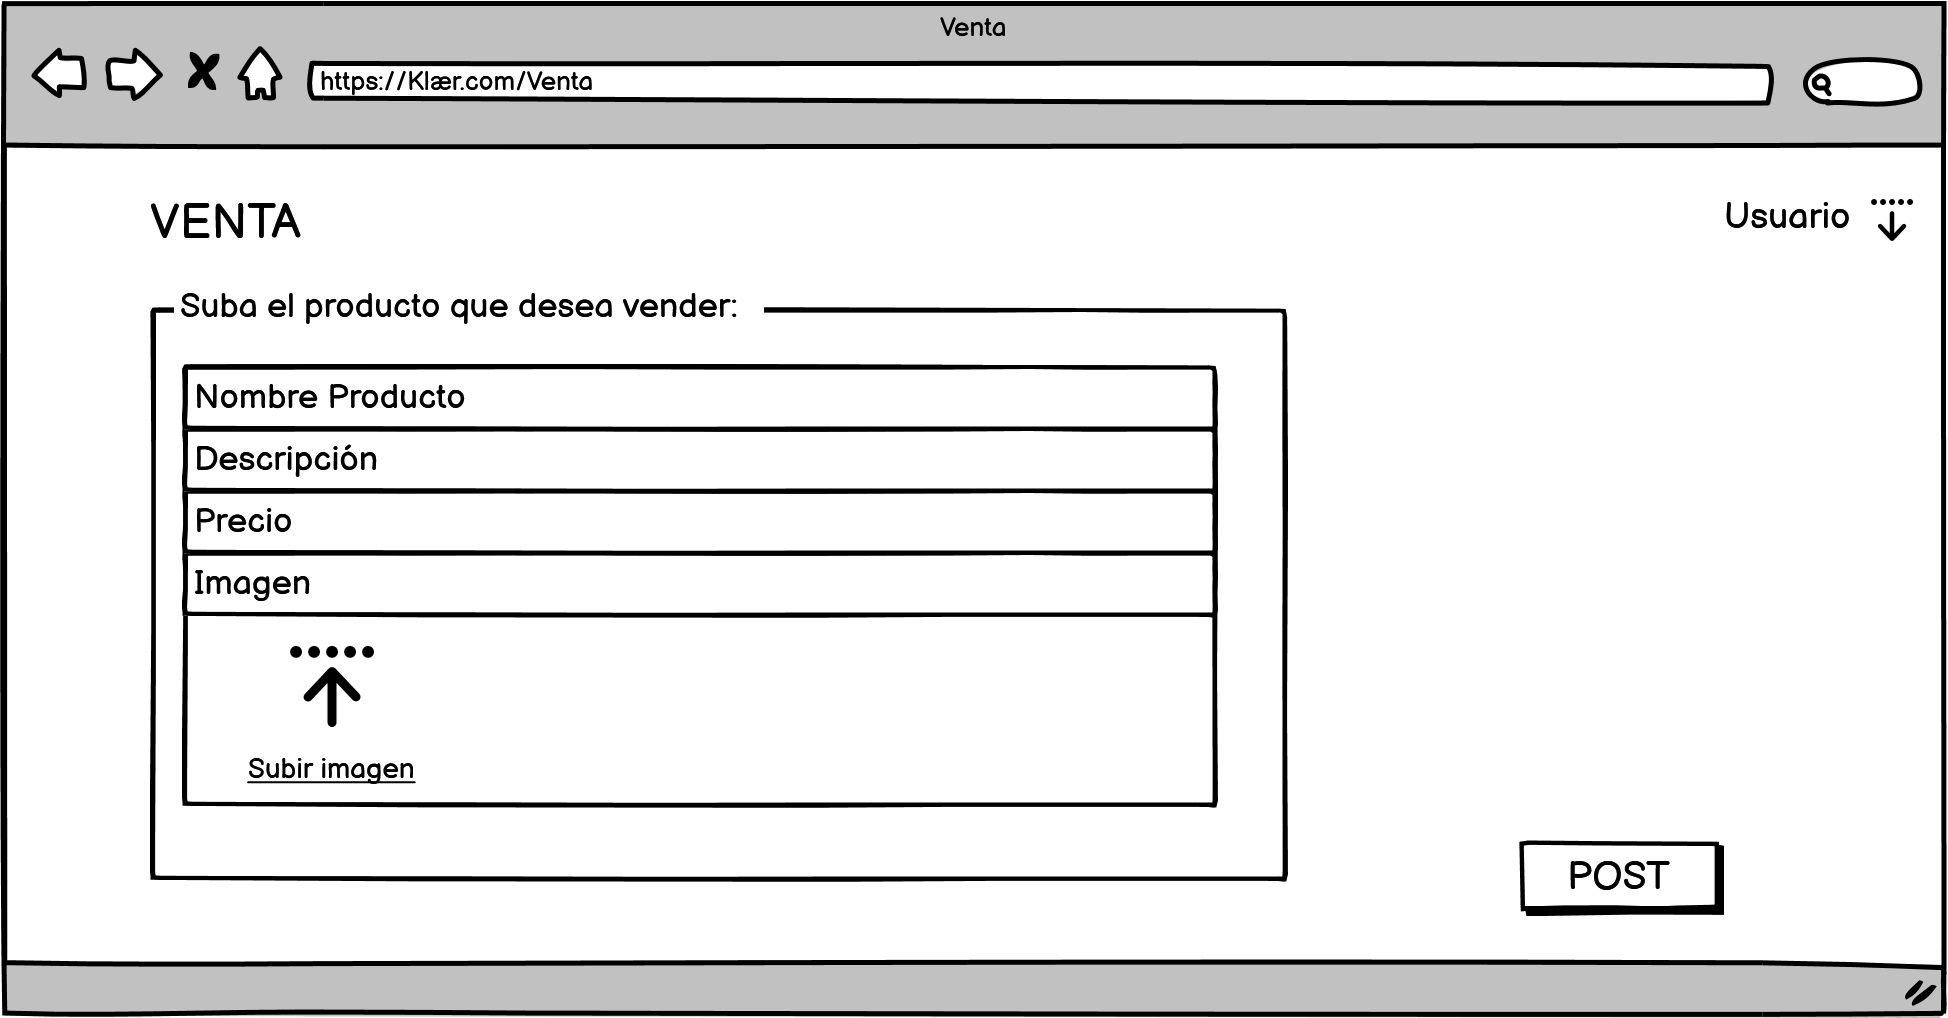 Venta
https://Klær.com/Venta
VENTA
Usuario
Suba el producto que desea vender:
Nombre Producto
Descripción
Precio
Imagen
Subir imagen
POST